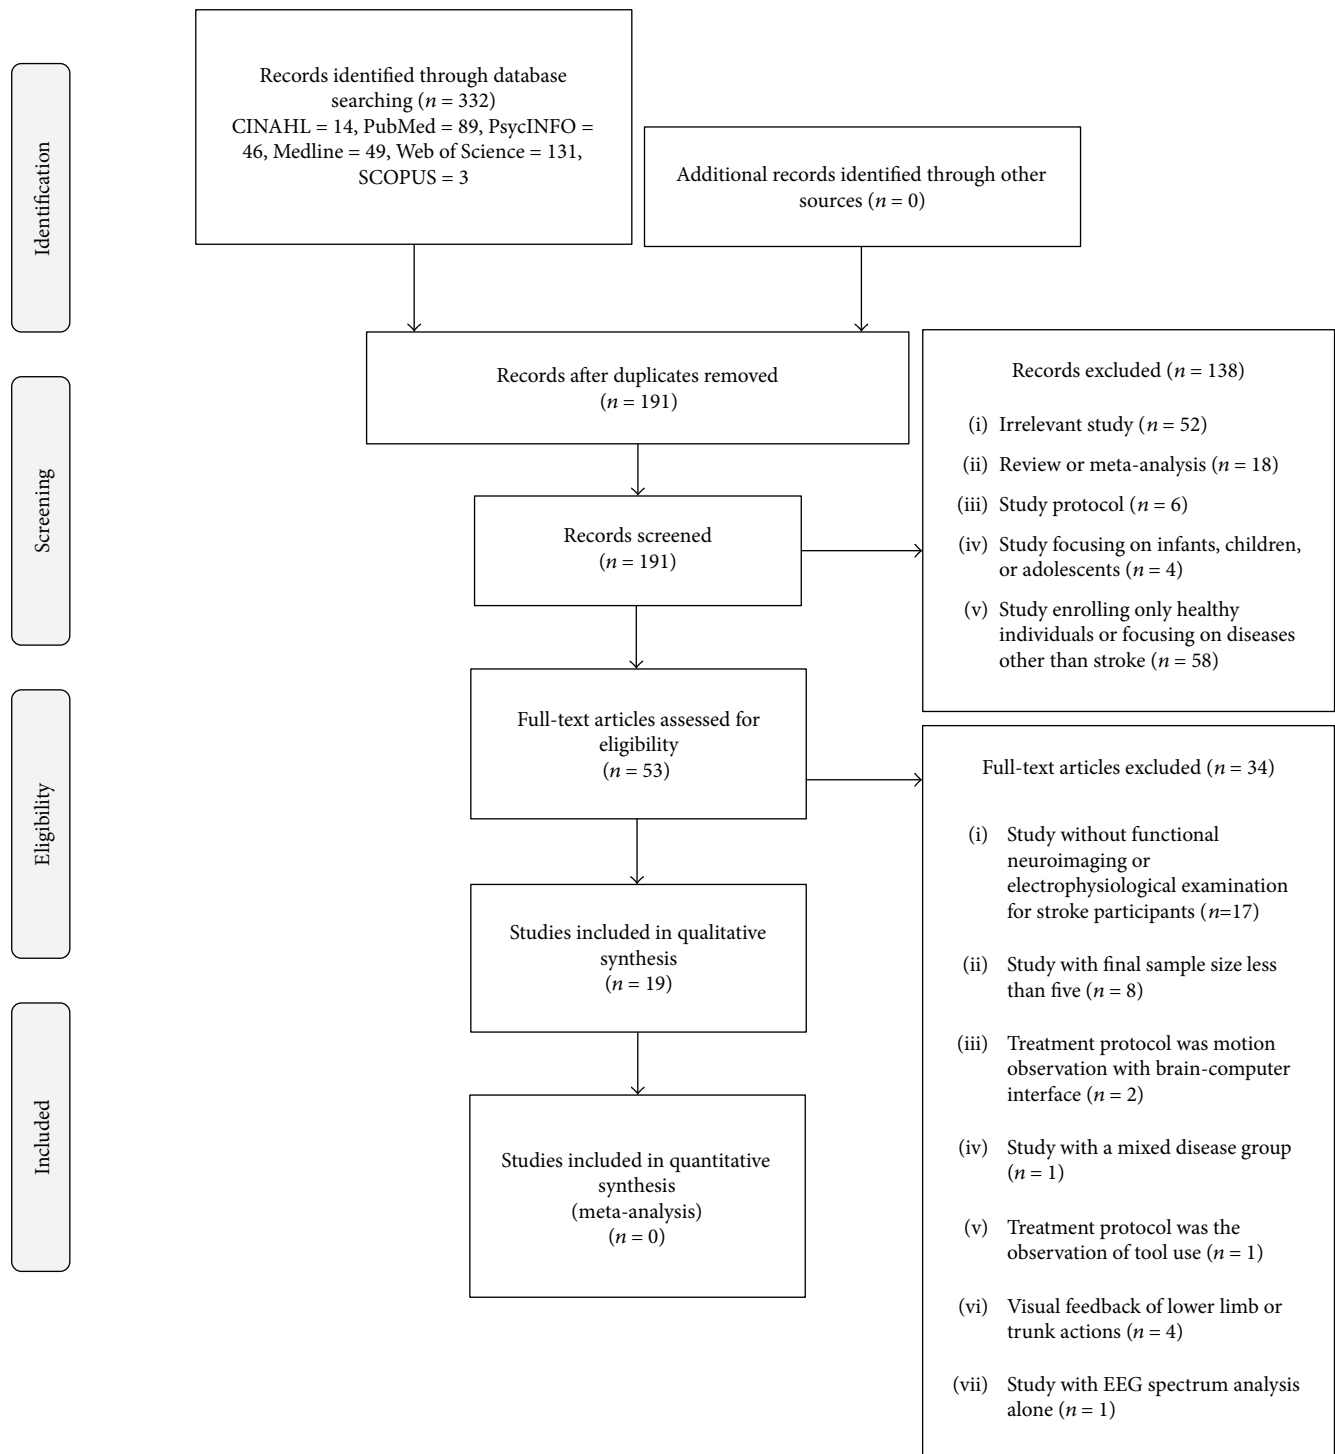 Identification
Records identified through database
searching (n = 332)
CINAHL = 14, PubMed = 89, PsycINFO =
46, Medline = 49, Web of Science = 131,
SCOPUS = 3
Additional records identified through other
sources (n = 0)
Screening
Records after duplicates removed
(n = 191)
Records screened
(n = 191)
Records excluded (n = 138)
(i) Irrelevant study (n = 52)
(ii) Review or meta-analysis (n = 18)
(iii) Study protocol (n = 6)
(iv) Study focusing on infants, children,
or adolescents (n = 4)
(v) Study enrolling only healthy
individuals or focusing on diseases
other than stroke (n = 58)
Eligibility
Full-text articles assessed for
eligibility
(n = 53)
Full-text articles excluded (n = 34)
(i) Study without functional
neuroimaging or
electrophysiological examination
for stroke participants (n=17)
(ii) Study with final sample size less
than five (n = 8)
(iii) Treatment protocol was motion
observation with brain-computer
interface (n = 2)
(iv) Study with a mixed disease group
(n = 1)
(v) Treatment protocol was the
observation of tool use (n = 1)
(vi) Visual feedback of lower limb or
trunk actions (n = 4)
(vii) Study with EEG spectrum analysis
alone (n = 1)
Studies included in qualitative
synthesis
(n = 19)
Included
Studies included in quantitative
synthesis
(meta-analysis)
(n = 0)